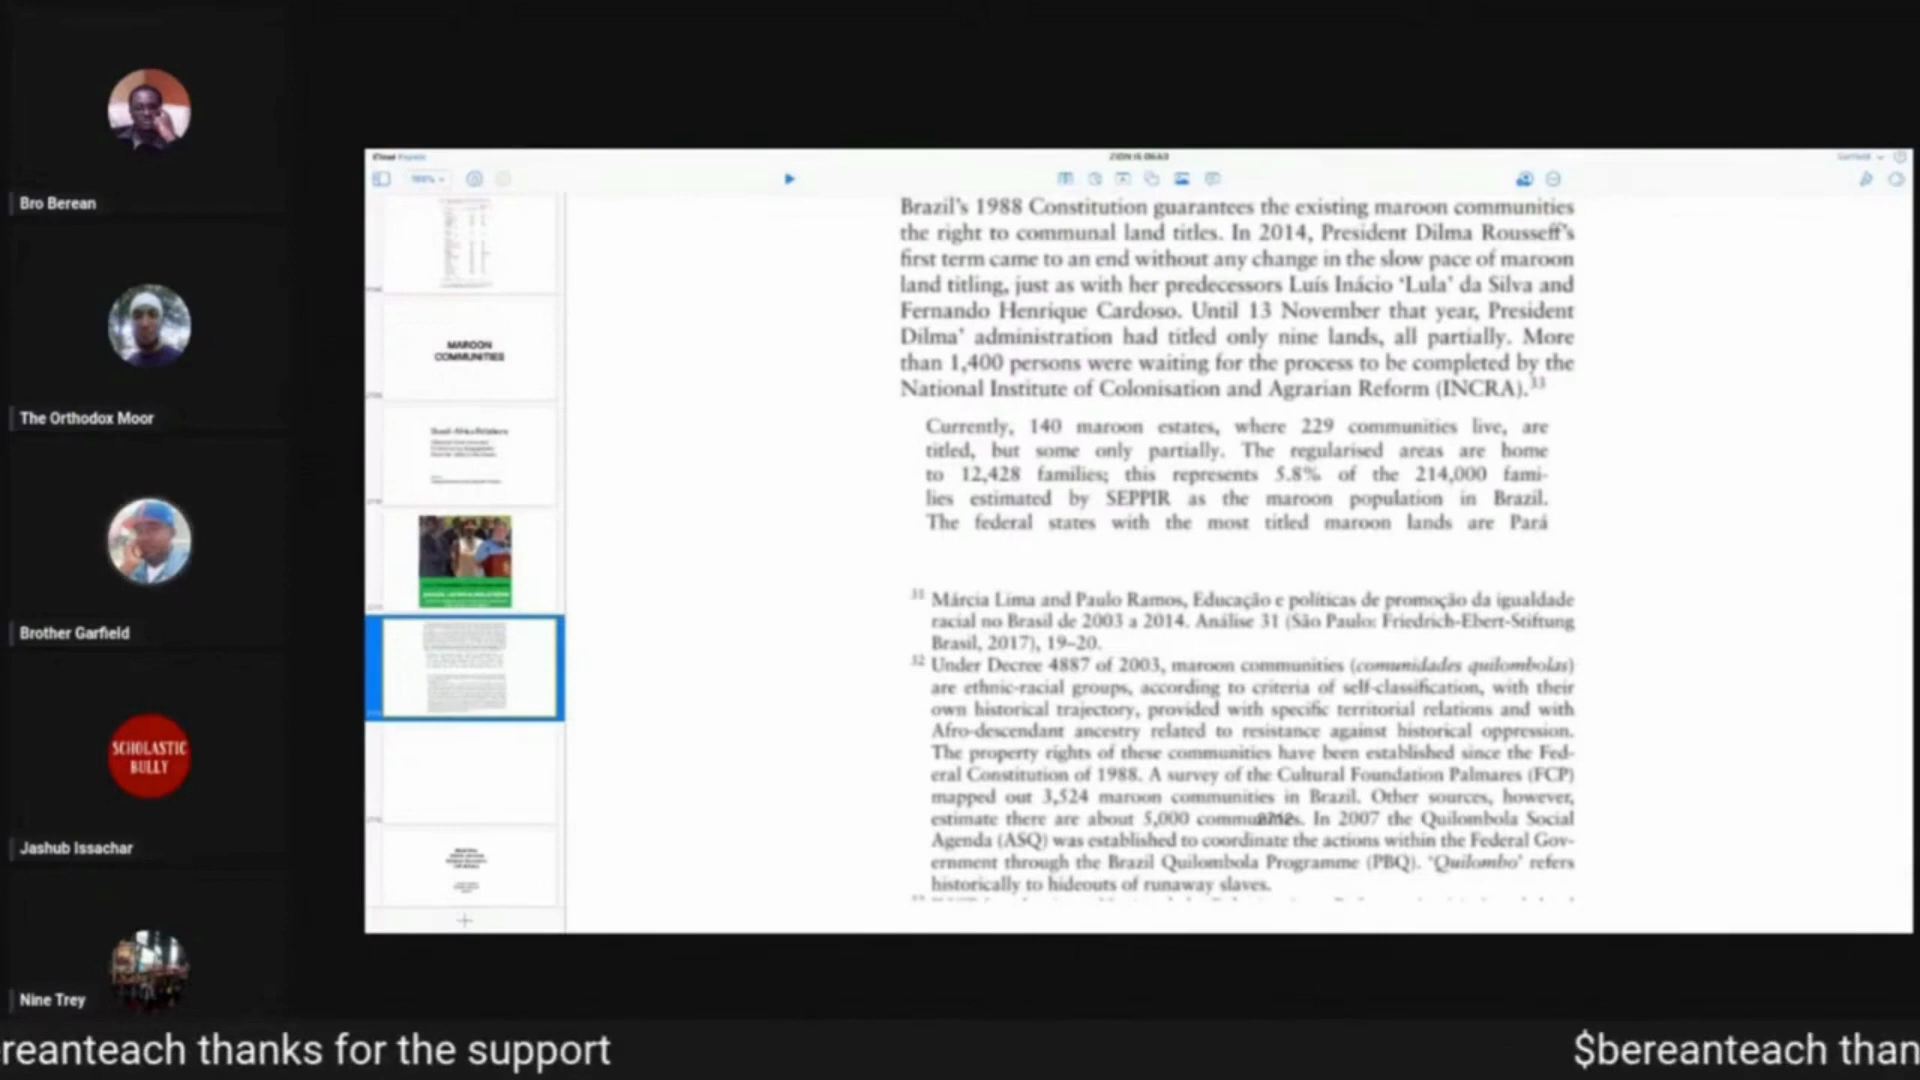 Bro Berean
The Orthodox Moor
Brother Garfield
SCHOLASTIC
BULLY
Jashub Issachar
Nine Trey
ZION IS DEAD
MAROON
COMMUNITIES
Brazil's 1988 Constitution guarantees the existing maroon communities
the right to communal land titles. In 2014, President Dilma Rousseff's
first term came to an end without any change in the slow pace of maroon
land titling, just as with her predecessors Luís Inácio 'Lula' da Silva and
Fernando Henrique Cardoso. Until 13 November that year, President
Dilma' administration had titled only nine lands, all partially. More
than 1,400 persons were waiting for the process to be completed by the
National Institute of Colonisation and Agrarian Reform (INCRA).33
Currently, 140 maroon estates, where 229 communities live, are
titled, but some only partially. The regularised areas are home
to 12,428 families; this represents 5.8% of the 214,000 fami-
lies estimated by SEPPIR as the maroon population in Brazil.
The federal states with the most titled maroon lands are Pará
31 Márcia Lima and Paulo Ramos, Educação e políticas de promoção da igualdade
racial no Brasil de 2003 a 2014. Análise 31 (São Paulo: Friedrich-Ebert-Stiftung
Brasil, 2017), 19–20.
32 Under Decree 4887 of 2003, maroon communities (comunidades quilombolas)
are ethnic-racial groups, according to criteria of self-classification, with their
own historical trajectory, provided with specific territorial relations and with
Afro-descendant ancestry related to resistance against historical oppression.
The property rights of these communities have been established since the Fed-
eral Constitution of 1988. A survey of the Cultural Foundation Palmares (FCP)
mapped out 3,524 maroon communities in Brazil. Other sources, however,
estimate there are about 5,000 In 2007 the Quilombola Social
Agenda (ASQ) was established to coordinate the actions within the Federal Gov-
ernment through the Brazil Quilombola Programme (PBQ). 'Quilombo' refers
historically to hideouts of runaway slaves.
reanteach thanks for the support
$bereanteach than